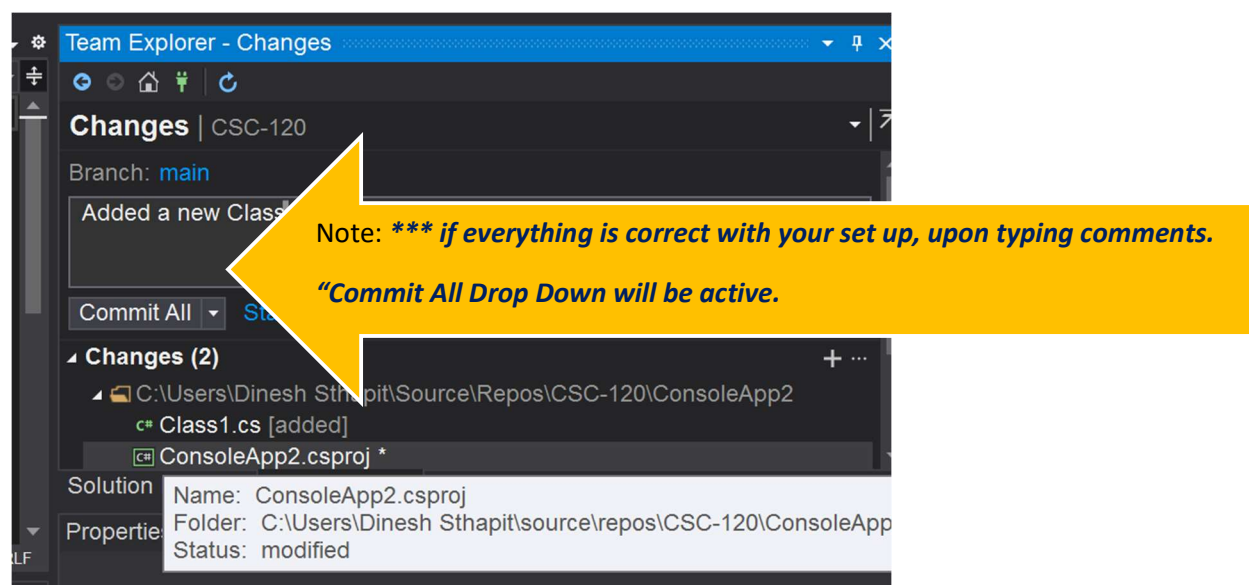 Team Explorer - Changes
Changes | CSC-120
Branch: main
Added a new Class
Note: *** if everything is correct with your set up, upon typing comments.
“Commit All Drop Down will be active.
Commit All
Changes (2)
C:\Users\Dinesh Sthapit\Source\Repos\CSC-120\ConsoleApp2
C# Class1.cs [added]
C# ConsoleApp2.csproj *
Solution
Name: ConsoleApp2.csproj
Folder: C:\Users\Dinesh Sthapit\source\repos\CSC-120\ConsoleApp
Status: modified